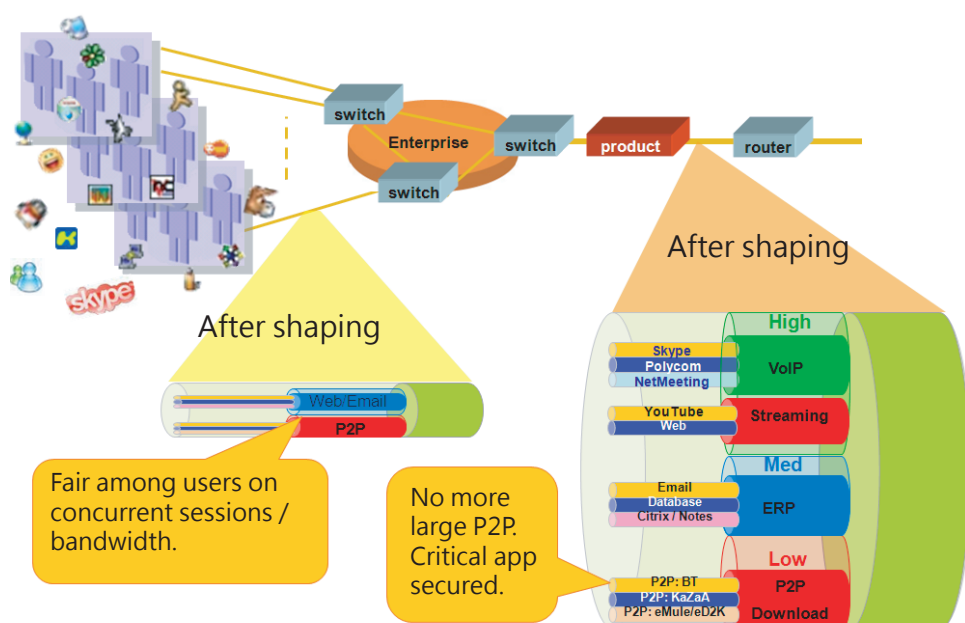 switch
Enterprise
switch
product
router
switch
skype
After shaping
After shaping
Web/Email
P2P
Fair among users on
concurrent sessions /
bandwidth.
High
Skype
Polycom
NetMeeting
VoIP
YouTube
Web
Streaming
Med
Email
Database
Citrix / Notes
ERP
No more
large P2P.
Critical app
secured.
Low
P2P: BT
P2P: KaZaA
P2P: eMule/eD2K
P2P
Download